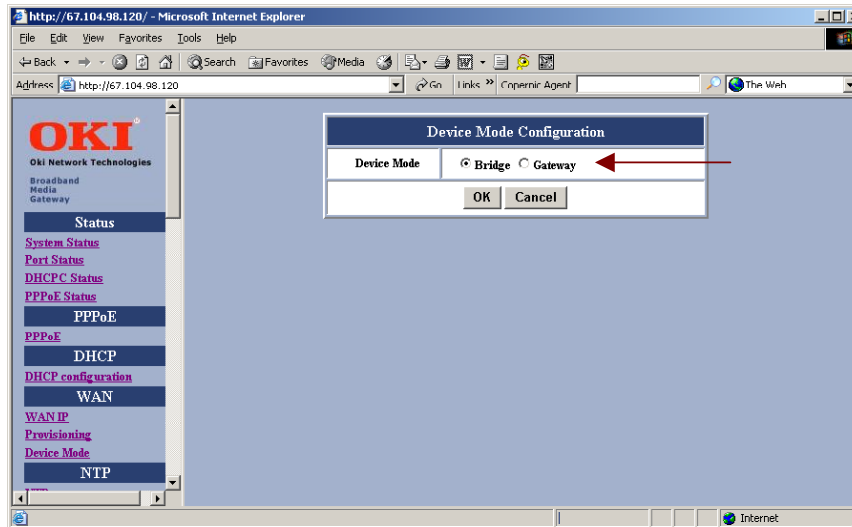 http://67.104.98.120/ - Microsoft Internet Explorer
File Edit View Favorites Tools Help
Back Search Favorites Media
Address http://67.104.98.120 Go Links » Copernic Agent The Web
OKI
Oki Network Technologies
Broadband
Media
Gateway
Status
System Status
Port Status
DHCPC Status
PPPoE Status
PPPoE
PPPoE
DHCP
DHCP configuration
WAN
WAN IP
Provisioning
Device Mode
NTP
Device Mode Configuration
Device Mode Bridge Gateway
OK Cancel
Internet